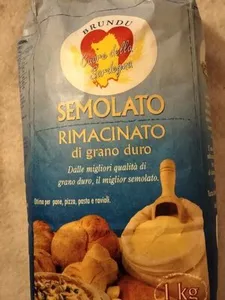 BRUNDU
Cuore della
Sardegna
SEMOLATO
RIMACINATO
di grano duro
Dalle migliori qualità di
grano duro, il miglior semolato.
Ottimo per pane, pizza, pasta e ravioli.
1 kg